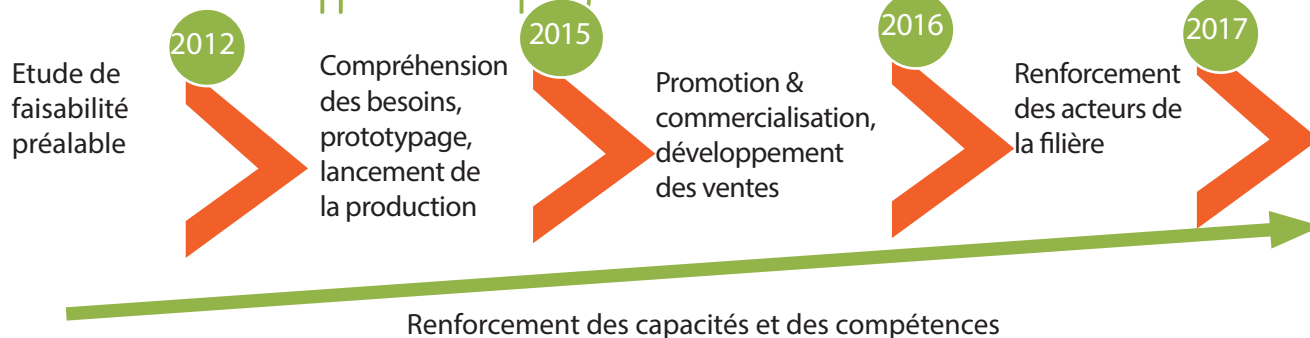 2012
2015
2016
2017
Etude de
faisabilité
préalable
Compréhension
des besoins,
prototypage,
lancement de
la production
Promotion &
commercialisation,
développement
des ventes
Renforcement
des acteurs de
la filière
Renforcement des capacités et des compétences